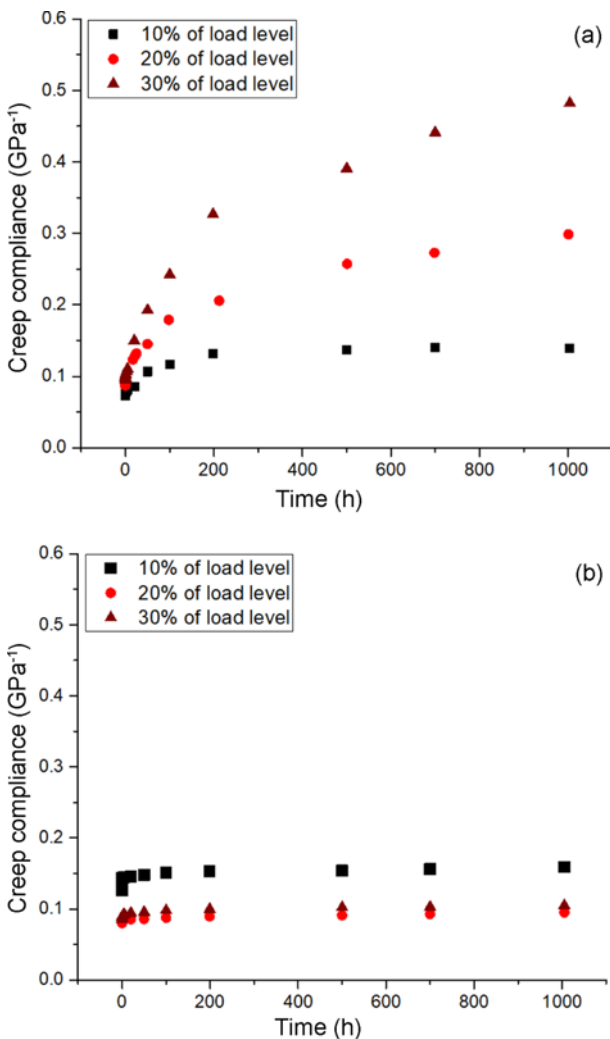 0.6
(a)
10% of load level
20% of load level
30% of load level
0.5
0.4
0.3
0.2
0.1
0.0
Creep compliance (GPa⁻¹)
0 200 400 600 800 1000
Time (h)
0.6
(b)
10% of load level
20% of load level
30% of load level
0.5
0.4
0.3
0.2
0.1
0.0
Creep compliance (GPa⁻¹)
0 200 400 600 800 1000
Time (h)